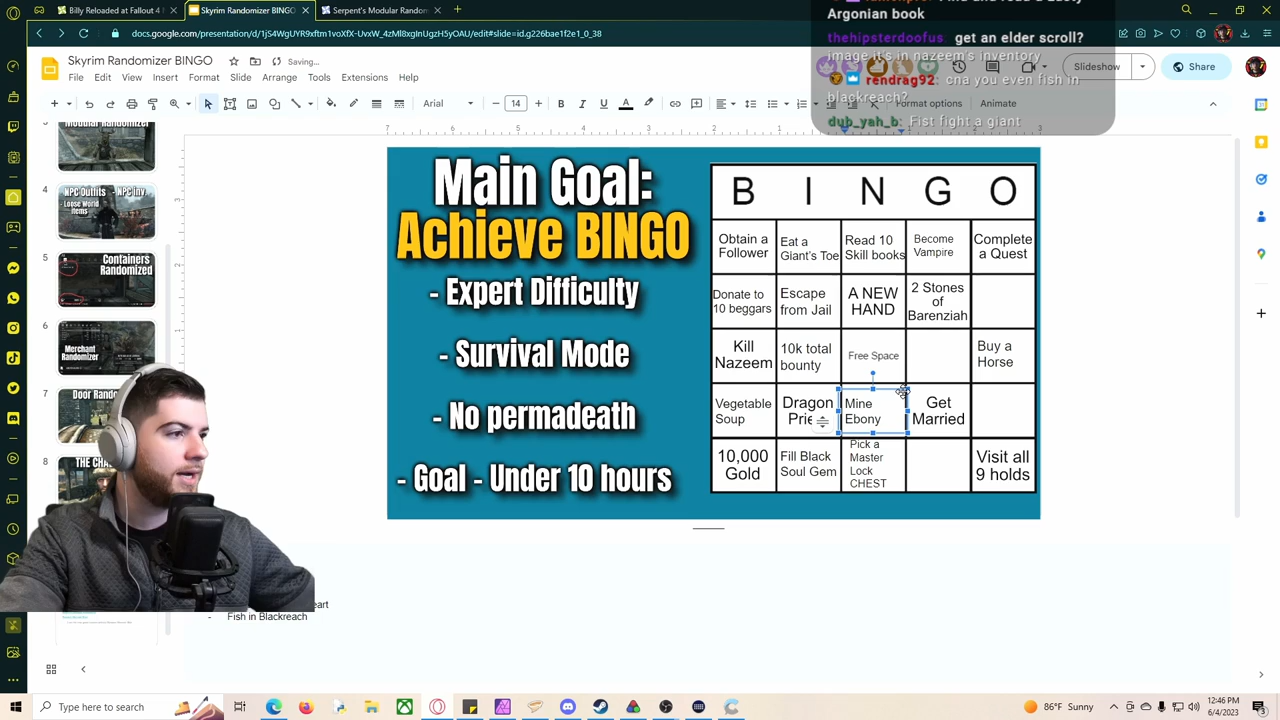 Billy Reloaded at Fallout 4
Skyrim Randomizer BINGO
Serpent's Modular Random
docs.google.com/presentation/d/1jS4WgUYR9xftm1voXfX-UvxW_zMl8xglnUgzH5yOAU/edit#slide=id.g226bae1f2e1_0_38
Argonian book
thehipsterdoofus: get an elder scroll?
image it's in nazeem's inventory
rendrag92: cna you even fish in
blackreach?
dub_yah_b: Fist fight a giant
Skyrim Randomizer BINGO
Saving...
File Edit View Insert Format Slide Arrange Tools Extensions Help
Slideshow
Share
Arial
14
Format options
Animate
Modular Randomizer
4
NPC Outfits - NPC Inv.
- Loose World Items
5
Containers Randomized
6
Merchant Randomizer
7
Door Rand
8
THE CHA
Main Goal:
Achieve BINGO
- Expert Difficulty
- Survival Mode
- No permadeath
- Goal - Under 10 hours
B I N G O
Obtain a Follower
Eat a Giant's Toe
Read 10 Skill books
Become Vampire
Complete a Quest
Donate to 10 beggars
Escape from Jail
A NEW HAND
2 Stones of Barenziah
Kill Nazeem
10k total bounty
Free Space
Buy a Horse
Vegetable Soup
Dragon Prie
Mine Ebony
Get Married
10,000 Gold
Fill Black Soul Gem
Pick a Master Lock CHEST
Visit all 9 holds
eart
- Fish in Blackreach
Type here to search
86°F Sunny
12:46 PM
6/4/2023